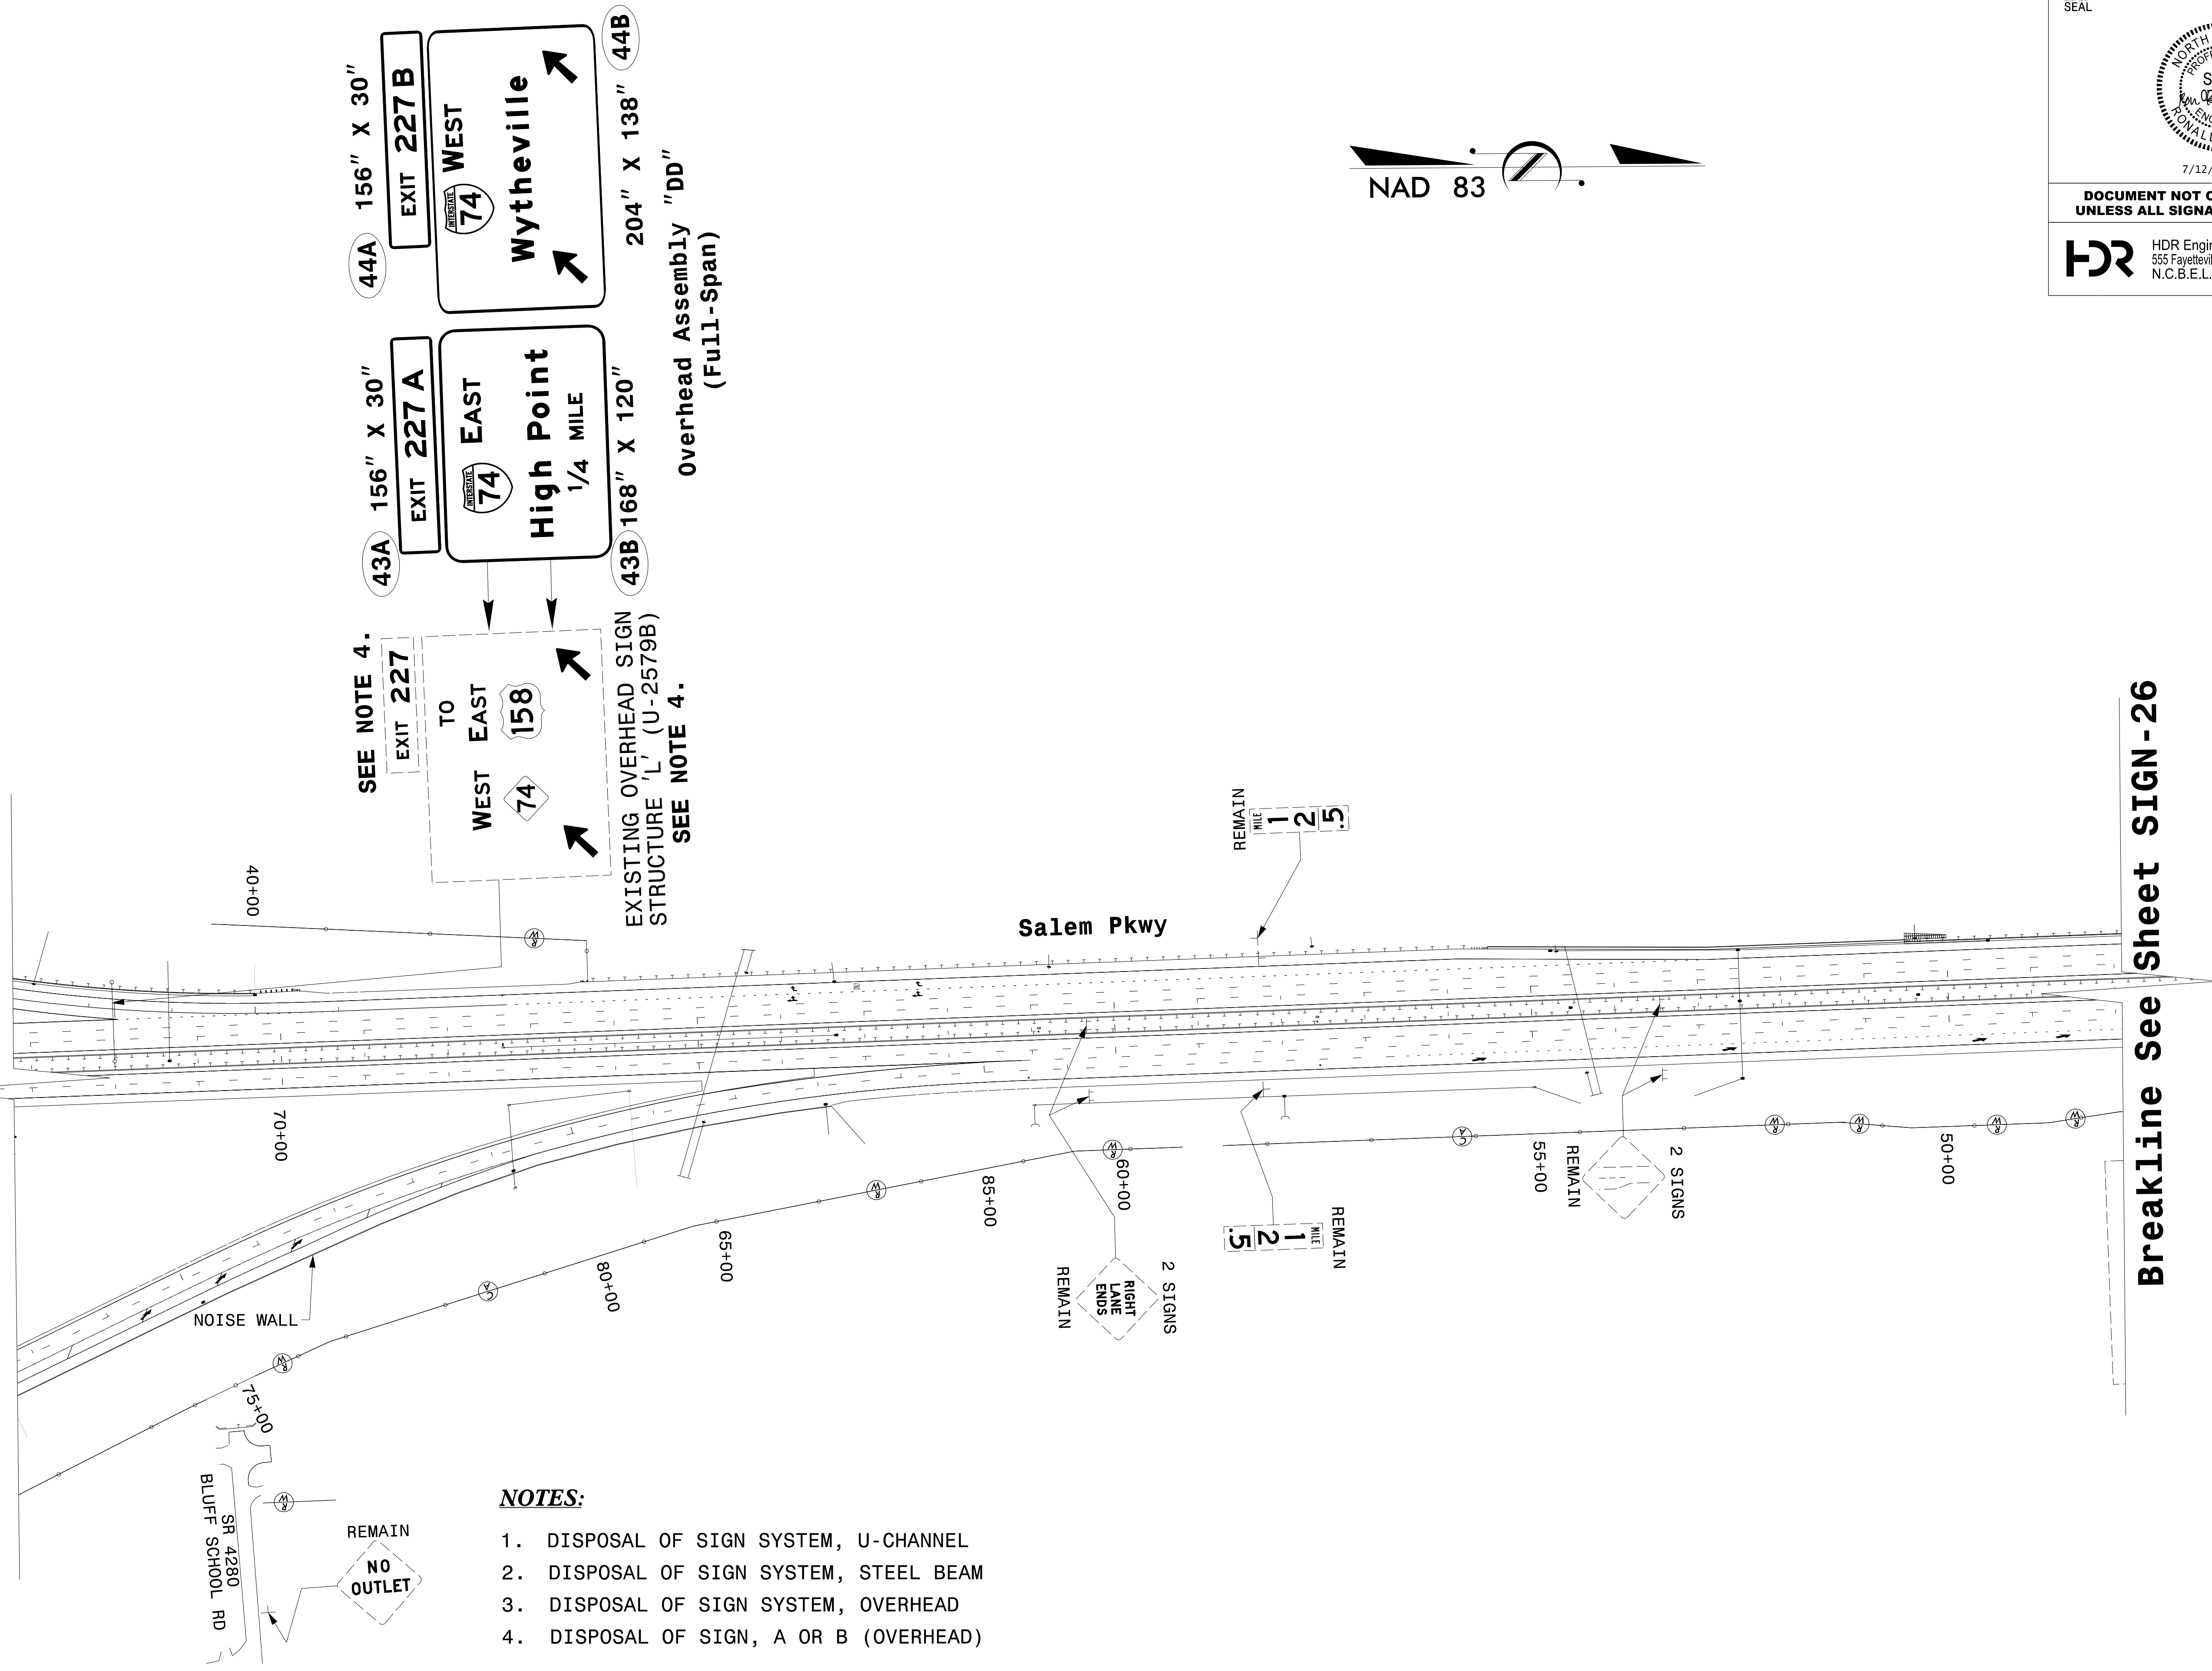 SEAL
NORTH
PROF
RONAL
7/12/
DOCUMENT NOT
UNLESS ALL
HDR
555
N.C.B.E.L.
NAD 83
44A
156" X 30"
EXIT 227 B
INTERSTATE 74 WEST
Wytheville
44B
204" X 138"
43A
156" X 30"
EXIT 227 A
INTERSTATE 74 EAST
High Point
1/4 MILE
43B
168" X 120"
Overhead Assembly "DD"
(Full-Span)
SEE NOTE 4.
EXIT 227
TO
WEST EAST
74 158
EXISTING OVERHEAD SIGN
STRUCTURE 'L' (U-2579B)
SEE NOTE 4.
REMAIN
MILE
1
2
.5
Salem Pkwy
40+00
70+00
65+00
60+00
55+00
50+00
85+00
80+00
75+00
R/W
R/W
C/A
R/W
R/W
R/W
R/W
R/W
R/W
C/A
R/W
R/W
2 SIGNS
REMAIN
REMAIN
MILE
1
2
.5
2 SIGNS
RIGHT
LANE
ENDS
REMAIN
NOISE WALL
SR 4280
BLUFF SCHOOL RD
REMAIN
NO
OUTLET
Breakline See Sheet SIGN-26
NOTES:
1. DISPOSAL OF SIGN SYSTEM, U-CHANNEL
2. DISPOSAL OF SIGN SYSTEM, STEEL BEAM
3. DISPOSAL OF SIGN SYSTEM, OVERHEAD
4. DISPOSAL OF SIGN, A OR B (OVERHEAD)